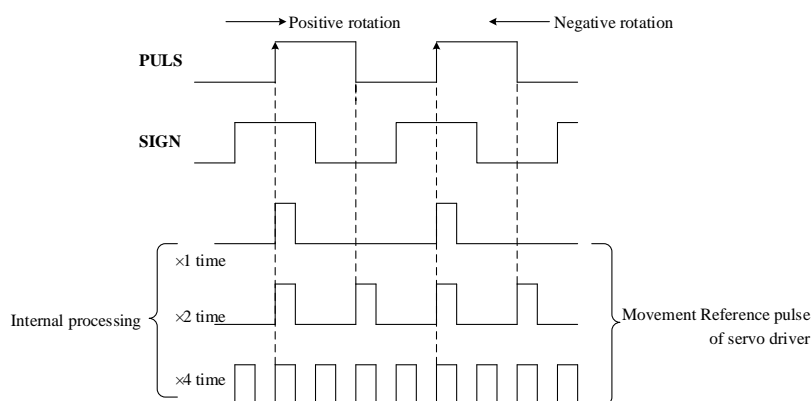 Positive rotation
Negative rotation
PULS
SIGN
×1 time
Internal processing
×2 time
Movement Reference pulse
of servo driver
×4 time